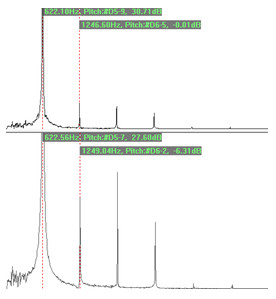 622.10Hz, Pitch:#D5-9, 30.71dB
1246.60Hz, Pitch:#D6-5, -0.01dB
622.56Hz, Pitch:#D5-7, 27.60dB
1249.04Hz, Pitch:#D6-2, -6.31dB